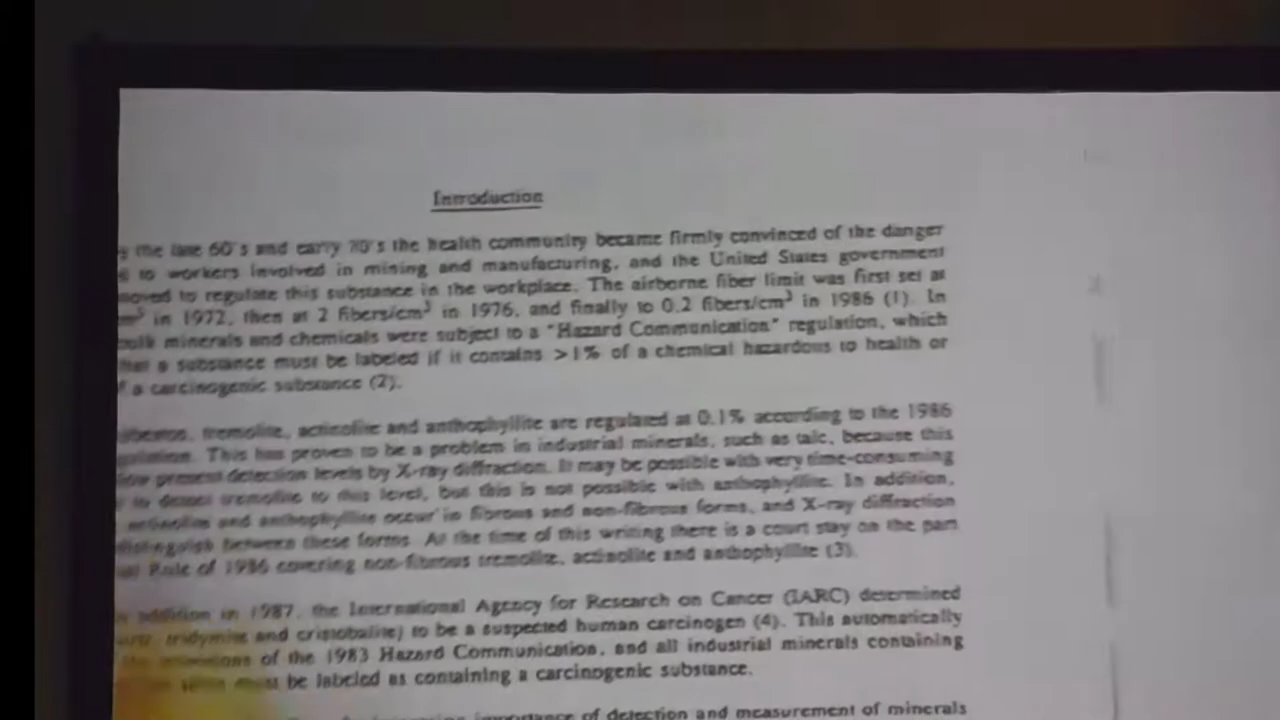 Introduction
the late 60's and early 70's the health community became firmly convinced of the danger
to workers involved in mining and manufacturing, and the United States government
moved to regulate this substance in the workplace. The airborne fiber limit was first set at
in 1972, then at 2 fibers/cm³ in 1976, and finally to 0.2 fibers/cm³ in 1986 (1). In
bulk minerals and chemicals were subject to a "Hazard Communication" regulation, which
a substance must be labeled if it contains >1% of a chemical hazardous to health or
a carcinogenic substance (2).
tremolite, actinolite and anthophyllite are regulated at 0.1% according to the 1986
This has proven to be a problem in industrial minerals, such as talc, because this
present detection levels by X-ray diffraction. It may be possible with very time-consuming
to detect tremolite to this level, but this is not possible with anthophyllite. In addition,
actinolite and anthophyllite occur in fibrous and non-fibrous forms, and X-ray diffraction
distinguish between these forms. At the time of this writing there is a court stay on the part
Rule of 1986 covering non-fibrous tremolite, actinolite and anthophyllite (3).
addition in 1987, the International Agency for Research on Cancer (IARC) determined
tridymite and cristobalite) to be a suspected human carcinogen (4). This automatically
of the 1983 Hazard Communication, and all industrial minerals containing
must be labeled as containing a carcinogenic substance.
importance of detection and measurement of minerals